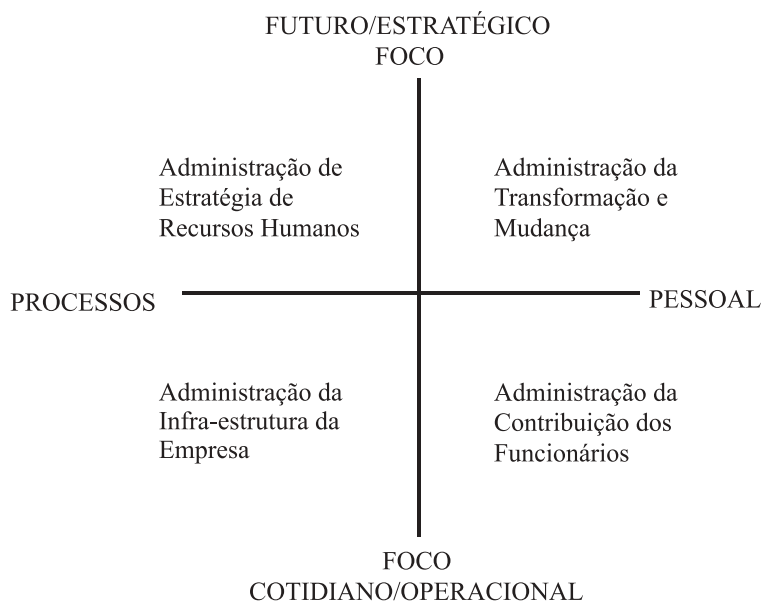 FUTURO/ESTRATÉGICO
FOCO
Administração de
Estratégia de
Recursos Humanos
Administração da
Transformação e
Mudança
PROCESSOS
PESSOAL
Administração da
Infra-estrutura da
Empresa
Administração da
Contribuição dos
Funcionários
FOCO
COTIDIANO/OPERACIONAL